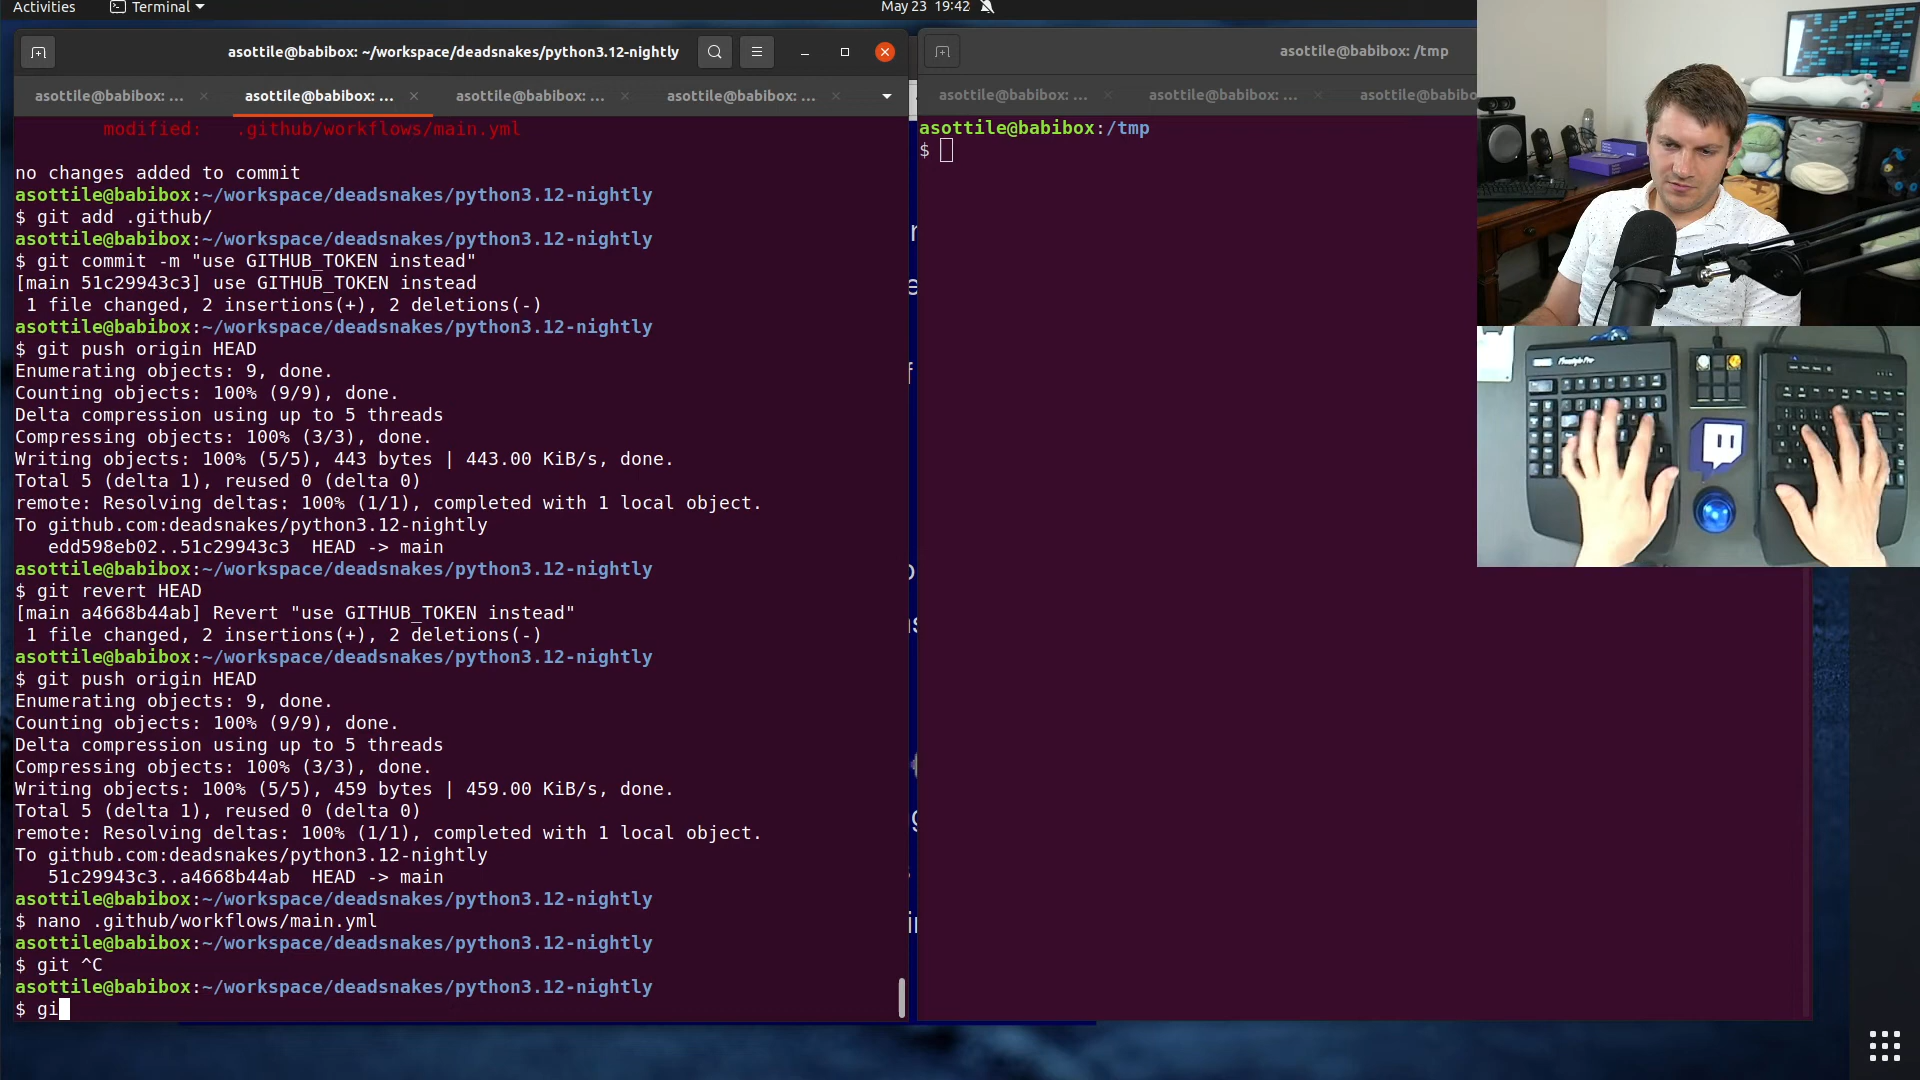 Activities
Terminal
May 23 19:42
asottile@babibox: ~/workspace/deadsnakes/python3.12-nightly
asottile@babibox: ...
asottile@babibox: ...
asottile@babibox: ...
asottile@babibox: ...
modified: .github/workflows/main.yml
no changes added to commit
asottile@babibox:~/workspace/deadsnakes/python3.12-nightly
$ git add .github/
asottile@babibox:~/workspace/deadsnakes/python3.12-nightly
$ git commit -m "use GITHUB_TOKEN instead"
[main 51c29943c3] use GITHUB_TOKEN instead
1 file changed, 2 insertions(+), 2 deletions(-)
asottile@babibox:~/workspace/deadsnakes/python3.12-nightly
$ git push origin HEAD
Enumerating objects: 9, done.
Counting objects: 100% (9/9), done.
Delta compression using up to 5 threads
Compressing objects: 100% (3/3), done.
Writing objects: 100% (5/5), 443 bytes | 443.00 KiB/s, done.
Total 5 (delta 1), reused 0 (delta 0)
remote: Resolving deltas: 100% (1/1), completed with 1 local object.
To github.com:deadsnakes/python3.12-nightly
edd598eb02..51c29943c3 HEAD -> main
asottile@babibox:~/workspace/deadsnakes/python3.12-nightly
$ git revert HEAD
[main a4668b44ab] Revert "use GITHUB_TOKEN instead"
1 file changed, 2 insertions(+), 2 deletions(-)
asottile@babibox:~/workspace/deadsnakes/python3.12-nightly
$ git push origin HEAD
Enumerating objects: 9, done.
Counting objects: 100% (9/9), done.
Delta compression using up to 5 threads
Compressing objects: 100% (3/3), done.
Writing objects: 100% (5/5), 459 bytes | 459.00 KiB/s, done.
Total 5 (delta 1), reused 0 (delta 0)
remote: Resolving deltas: 100% (1/1), completed with 1 local object.
To github.com:deadsnakes/python3.12-nightly
51c29943c3..a4668b44ab HEAD -> main
asottile@babibox:~/workspace/deadsnakes/python3.12-nightly
$ nano .github/workflows/main.yml
asottile@babibox:~/workspace/deadsnakes/python3.12-nightly
$ git ^C
asottile@babibox:~/workspace/deadsnakes/python3.12-nightly
$ gi
asottile@babibox: /tmp
asottile@babibox: ...
asottile@babibox: ...
asottile@babibo
asottile@babibox:/tmp
$